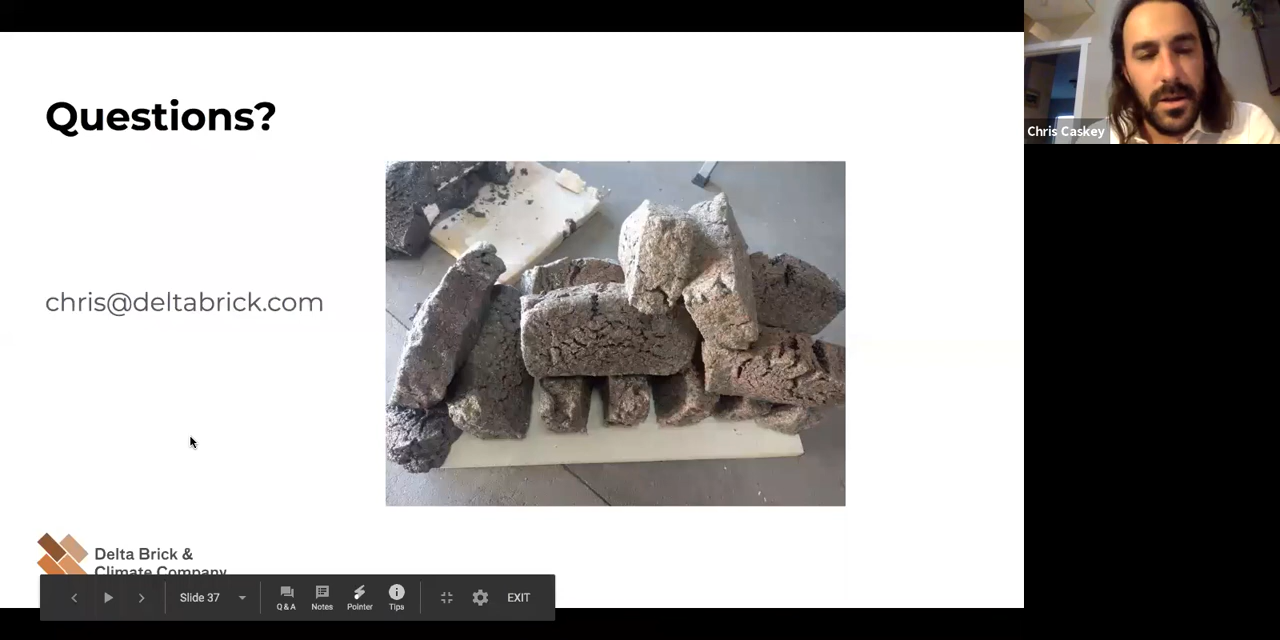 Questions?
Chris Caskey
chris@deltabrick.com
Delta Brick &
Climate Company
Slide 37
Q&A
Notes
Pointer
Tips
EXIT